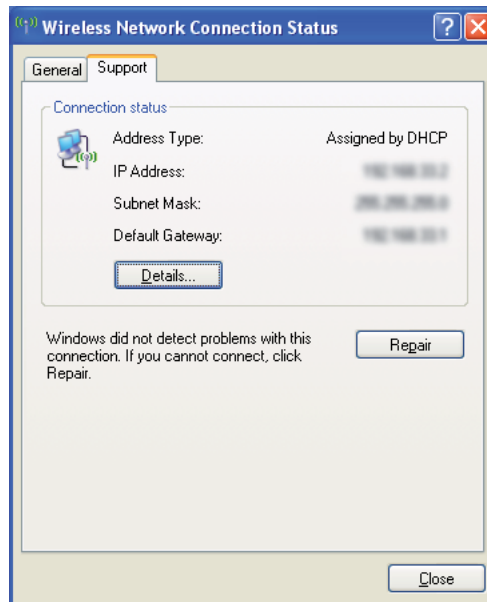 Wireless Network Connection Status
General Support
Connection status
Address Type: Assigned by DHCP
IP Address:
Subnet Mask:
Default Gateway:
Details...
Windows did not detect problems with this
connection. If you cannot connect, click
Repair.
Repair
Close